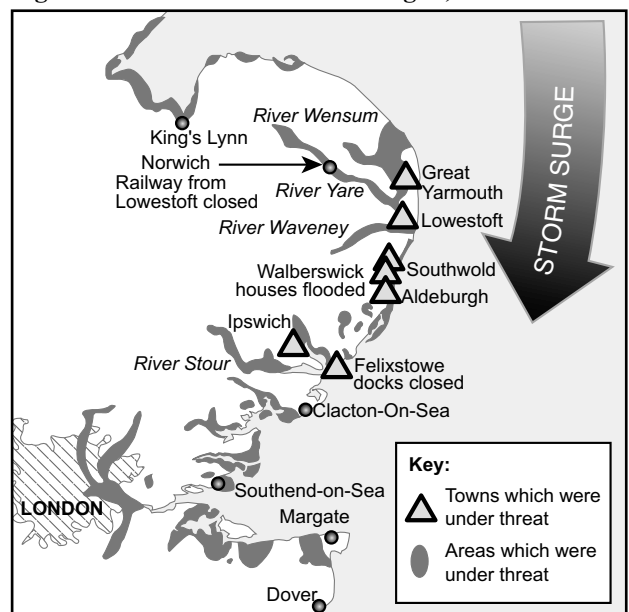 River Wensum
King's Lynn
Norwich
Railway from
Lowestoft closed
River Yare
Great
Yarmouth
River Waveney
Lowestoft
STORM SURGE
Walberswick
houses flooded
Southwold
Aldeburgh
Ipswich
River Stour
Felixstowe
docks closed
Clacton-On-Sea
LONDON
Southend-on-Sea
Margate
Dover
Key:
Towns which were
under threat
Areas which were
under threat